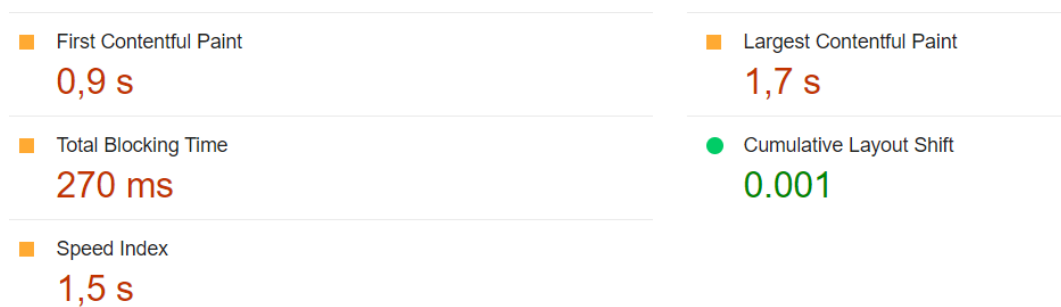 First Contentful Paint
0,9 s
Largest Contentful Paint
1,7 s
Total Blocking Time
270 ms
Cumulative Layout Shift
0.001
Speed Index
1,5 s